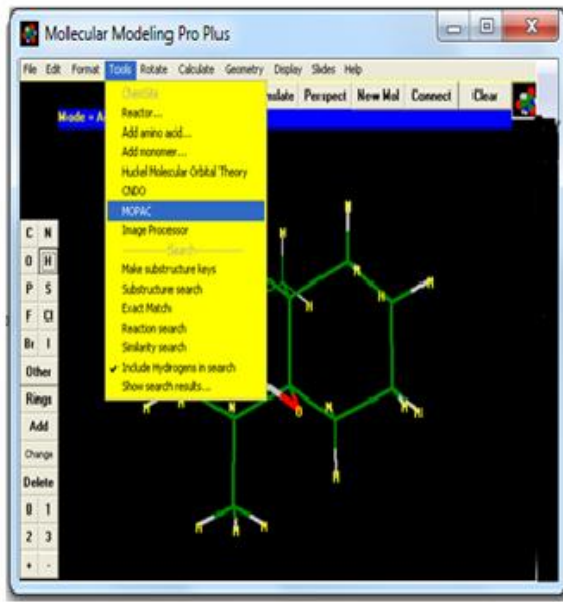 Molecular Modeling Pro Plus
File Edit Format Tools Rotate Calculate Geometry Display Slides Help
Perspect New Mol Connect Clear
Mode =
ChemSite
Reactor...
Add amino acid...
Add monomer...
Huckel Molecular Orbital Theory
CNDO
MOPAC
Image Processor
Search
Make substructure keys
Substructure search
Exact Match
Reaction search
Similarity search
Include Hydrogens in search
Show search results...
C N
O H
P S
F Cl
Br I
Other
Rings
Add
Change
Delete
0 1
2 3
+ -
H
H
H
H
H
H
H
H
H
H
H